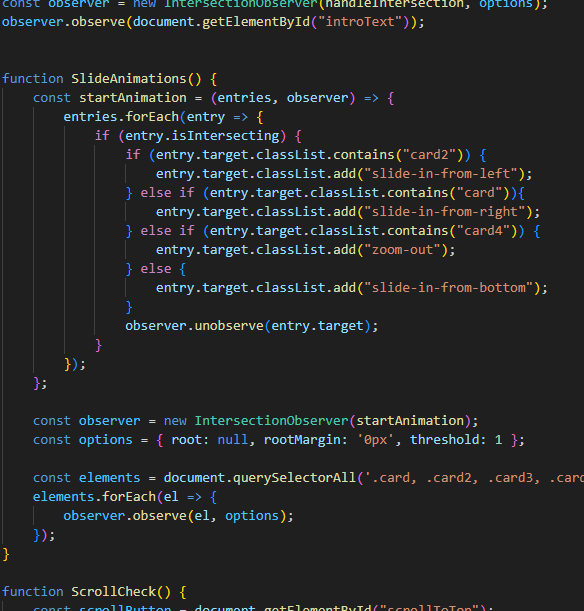 const observer = new IntersectionObserver(handleIntersection, options);
observer.observe(document.getElementById("introText"));
function SlideAnimations() {
const startAnimation = (entries, observer) => {
entries.forEach(entry => {
if (entry.isIntersecting) {
if (entry.target.classList.contains("card2")) {
entry.target.classList.add("slide-in-from-left");
} else if (entry.target.classList.contains("card")){
entry.target.classList.add("slide-in-from-right");
} else if (entry.target.classList.contains("card4")) {
entry.target.classList.add("zoom-out");
} else {
entry.target.classList.add("slide-in-from-bottom");
}
observer.unobserve(entry.target);
}
});
};
const observer = new IntersectionObserver(startAnimation);
const options = { root: null, rootMargin: '0px', threshold: 1 };
const elements = document.querySelectorAll('.card, .card2, .card3, .car
elements.forEach(el => {
observer.observe(el, options);
});
}
function ScrollCheck() {
const scrollButton = document.getElementById("scrollToTop");